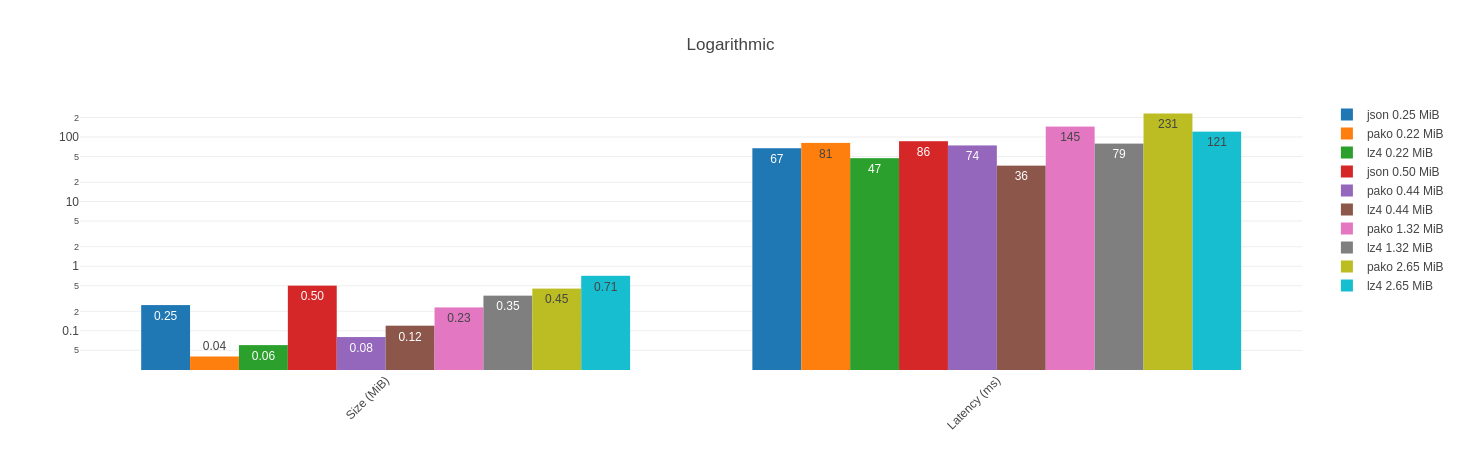 Logarithmic
2
100
5
2
10
5
2
1
5
2
0.1
5
0.25
0.04
0.06
0.50
0.08
0.12
0.23
0.35
0.45
0.71
67
81
47
86
74
36
145
79
231
121
Size (MiB)
Latency (ms)
json 0.25 MiB
pako 0.22 MiB
lz4 0.22 MiB
json 0.50 MiB
pako 0.44 MiB
lz4 0.44 MiB
pako 1.32 MiB
lz4 1.32 MiB
pako 2.65 MiB
lz4 2.65 MiB